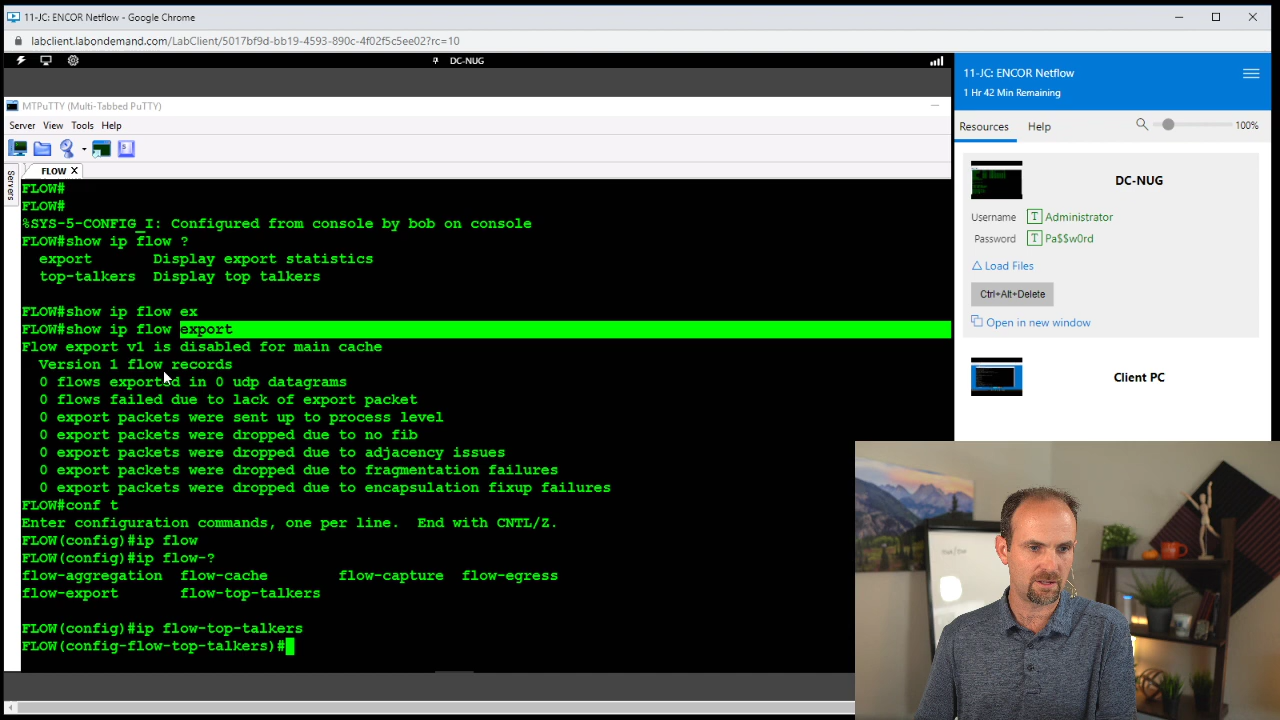 11-JC: ENCOR Netflow - Google Chrome
labclient.labondemand.com/LabClient/5017bf9d-bb19-4593-890c-4f02f5c5ee02?rc=10
DC-NUG
MTPuTTY (Multi-Tabbed PuTTY)
Server View Tools Help
Servers
FLOW X
FLOW#
FLOW#
%SYS-5-CONFIG_I: Configured from console by bob on console
FLOW#show ip flow ?
export Display export statistics
top-talkers Display top talkers
FLOW#show ip flow ex
FLOW#show ip flow export
Flow export v1 is disabled for main cache
Version 1 flow records
0 flows exported in 0 udp datagrams
0 flows failed due to lack of export packet
0 export packets were sent up to process level
0 export packets were dropped due to no fib
0 export packets were dropped due to adjacency issues
0 export packets were dropped due to fragmentation failures
0 export packets were dropped due to encapsulation fixup failures
FLOW#conf t
Enter configuration commands, one per line. End with CNTL/Z.
FLOW(config)#ip flow
FLOW(config)#ip flow-?
flow-aggregation flow-cache flow-capture flow-egress
flow-export flow-top-talkers
FLOW(config)#ip flow-top-talkers
FLOW(config-flow-top-talkers)#
11-JC: ENCOR Netflow
1 Hr 42 Min Remaining
Resources Help 100%
DC-NUG
Username T Administrator
Password T Pa$$w0rd
Load Files
Ctrl+Alt+Delete
Open in new window
Client PC